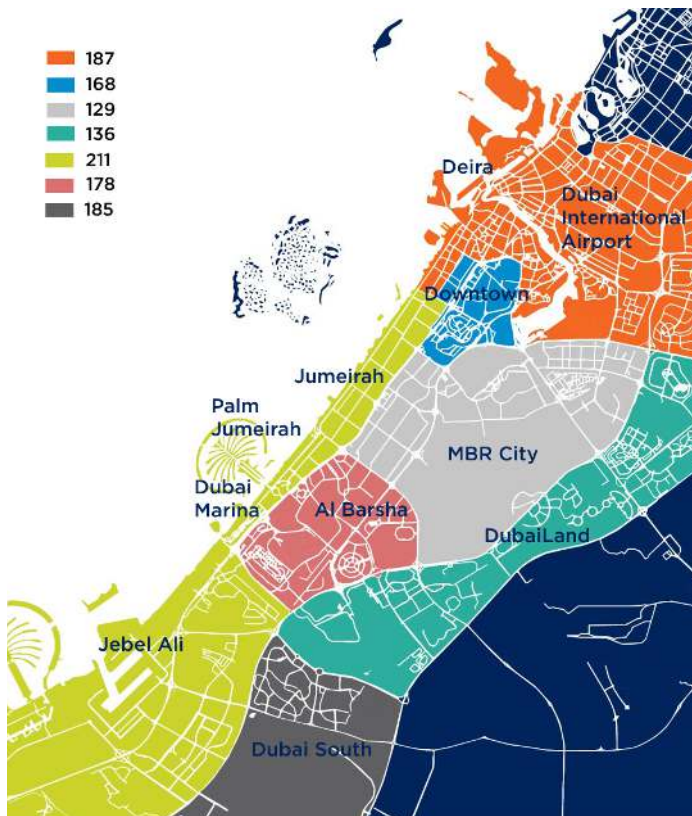 187
168
129
136
211
178
185
Deira
Dubai
International
Airport
Downtown
Jumeirah
Palm
Jumeirah
MBR City
Dubai
Marina
Al Barsha
DubaiLand
Jebel Ali
Dubai South